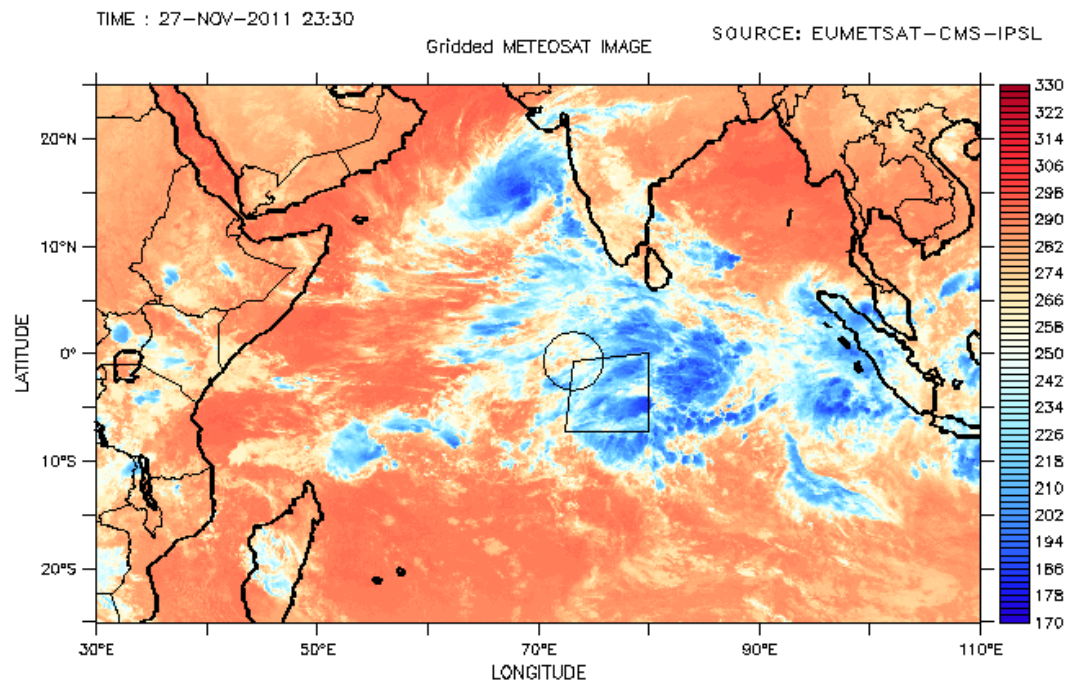 TIME : 27-NOV-2011 23:30
SOURCE: EUMETSAT-CMS-IPSL
Gridded METEOSAT IMAGE
LATITUDE
20°N
10°N
0°
10°S
20°S
30°E
50°E
70°E
90°E
110°E
LONGITUDE
330
322
314
306
298
290
282
274
266
258
250
242
234
226
218
210
202
194
186
178
170